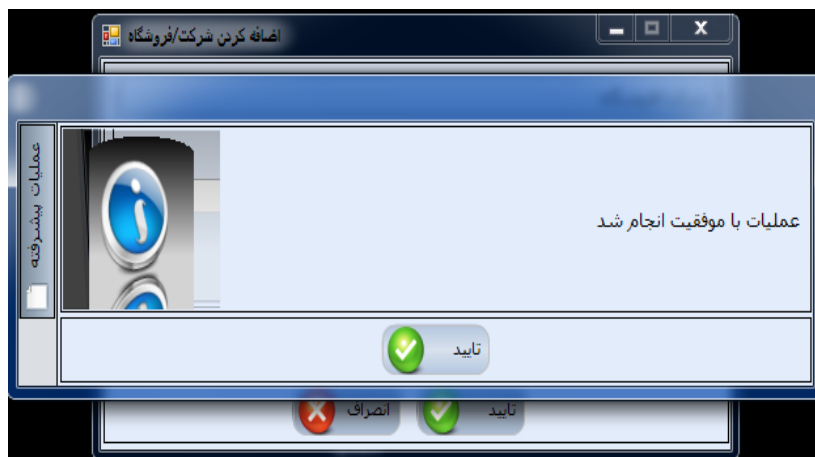 اضافه کردن شرکت/فروشگاه
عملیات پیشرفته
عملیات با موفقیت انجام شد
تایید
تایید
انصراف